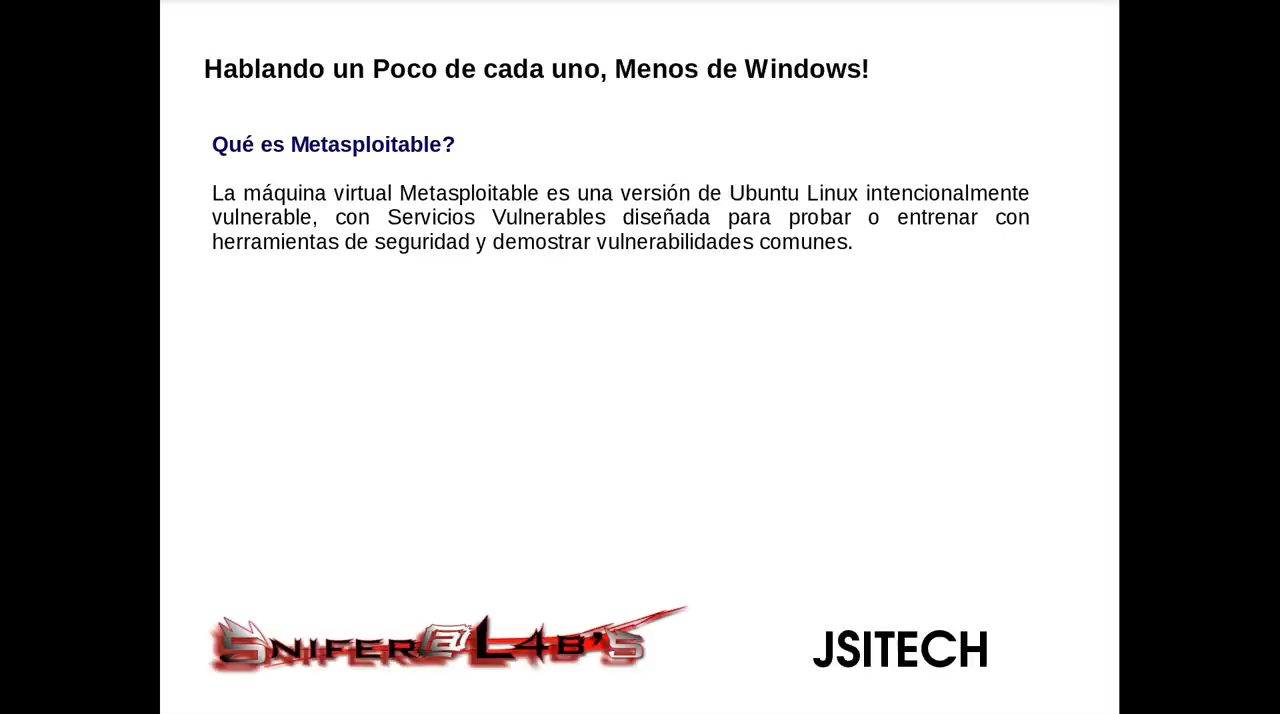 Hablando un Poco de cada uno, Menos de Windows!
Qué es Metasploitable?
La máquina virtual Metasploitable es una versión de Ubuntu Linux intencionalmente
vulnerable, con Servicios Vulnerables diseñada para probar o entrenar con
herramientas de seguridad y demostrar vulnerabilidades comunes.
SNIFER@L4B'S
JSITECH